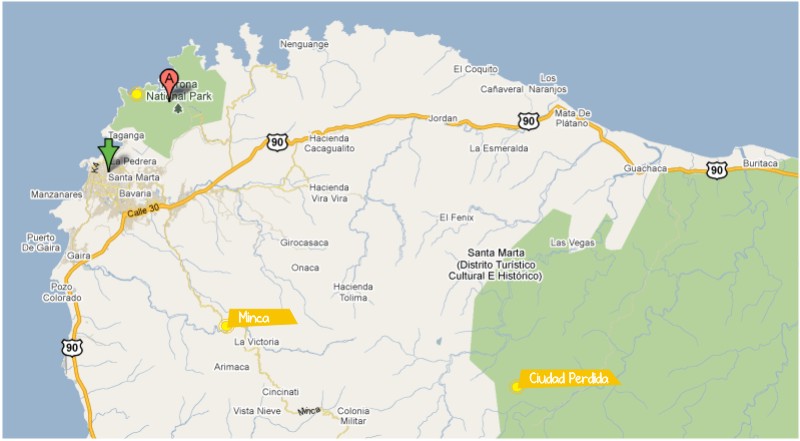 Nenguange
El Coquito
Los
Naranjos
Cañaveral
A
National Park
Mata De
Plátano
Jordan
90
Taganga
90
Hacienda
Cacagualito
La Esmeralda
La Pedrera
Buritaca
Guachaca
90
Santa Marta
Manzanares
Bavaria
Hacienda
Vira Vira
Calle 30
El Fenix
Puerto
De Gaira
Girocasaca
Las Vegas
Gaira
Santa Marta
(Distrito Turístico
Cultural E Histórico)
Onaca
Pozo
Colorado
Hacienda
Tolima
Minca
La Victoria
90
Arimaca
Ciudad Perdida
Cincinati
Vista Nieve
Minca
Colonia
Militar